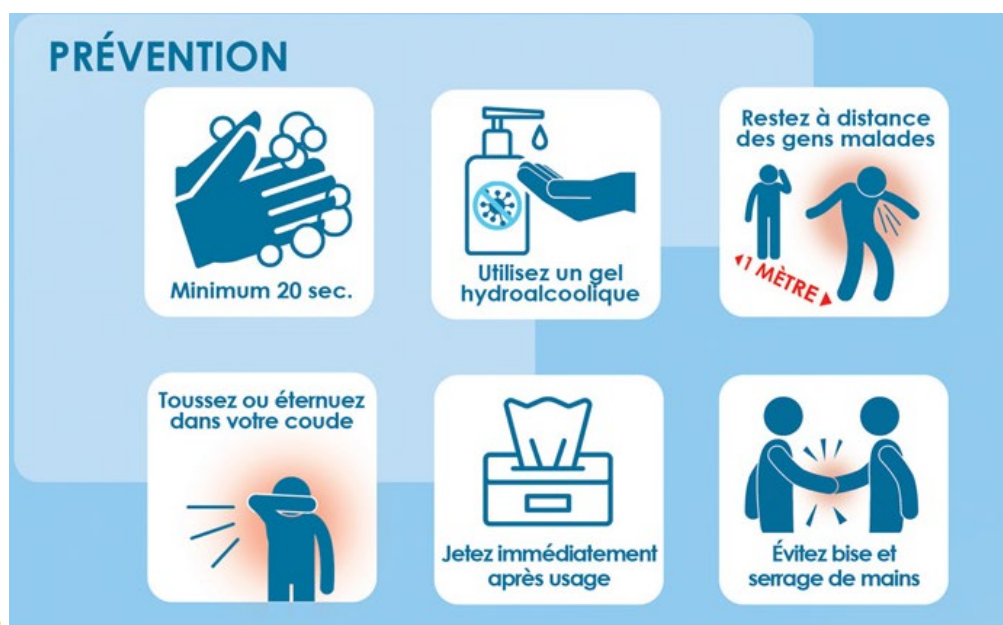 PRÉVENTION
Minimum 20 sec.
Utilisez un gel
hydroalcoolique
Restez à distance
des gens malades
1 MÈTRE
Toussez ou éternuez
dans votre coude
Jetez immédiatement
après usage
Évitez bise et
serrage de mains